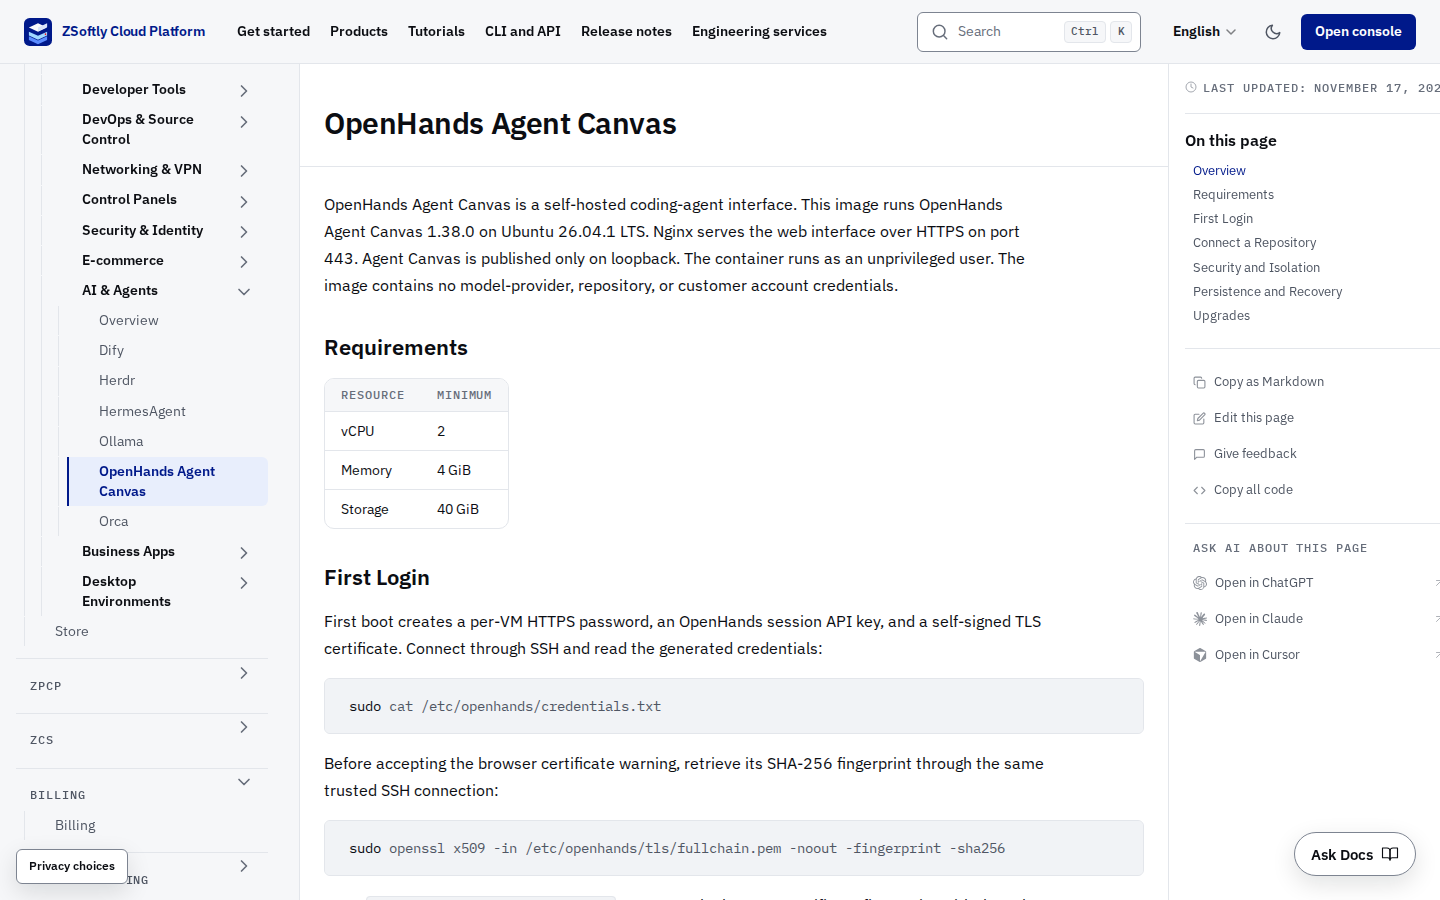 ZSoftly Cloud Platform
Get started
Products
Tutorials
CLI and API
Release notes
Engineering services
Search
Ctrl
K
English
Open console
Developer Tools
DevOps & Source
Control
Networking & VPN
Control Panels
Security & Identity
E-commerce
AI & Agents
Overview
Dify
Herdr
HermesAgent
Ollama
OpenHands Agent
Canvas
Orca
Business Apps
Desktop
Environments
Store
ZPCP
ZCS
BILLING
Billing
Privacy choices
OpenHands Agent Canvas
OpenHands Agent Canvas is a self-hosted coding-agent interface. This image runs OpenHands
Agent Canvas 1.38.0 on Ubuntu 26.04.1 LTS. Nginx serves the web interface over HTTPS on port
443. Agent Canvas is published only on loopback. The container runs as an unprivileged user. The
image contains no model-provider, repository, or customer account credentials.
Requirements
RESOURCE MINIMUM
vCPU 2
Memory 4 GiB
Storage 40 GiB
First Login
First boot creates a per-VM HTTPS password, an OpenHands session API key, and a self-signed TLS
certificate. Connect through SSH and read the generated credentials:
sudo cat /etc/openhands/credentials.txt
Before accepting the browser certificate warning, retrieve its SHA-256 fingerprint through the same
trusted SSH connection:
sudo openssl x509 -in /etc/openhands/tls/fullchain.pem -noout -fingerprint -sha256
LAST UPDATED: NOVEMBER 17, 202
On this page
Overview
Requirements
First Login
Connect a Repository
Security and Isolation
Persistence and Recovery
Upgrades
Copy as Markdown
Edit this page
Give feedback
Copy all code
ASK AI ABOUT THIS PAGE
Open in ChatGPT
Open in Claude
Open in Cursor
Ask Docs